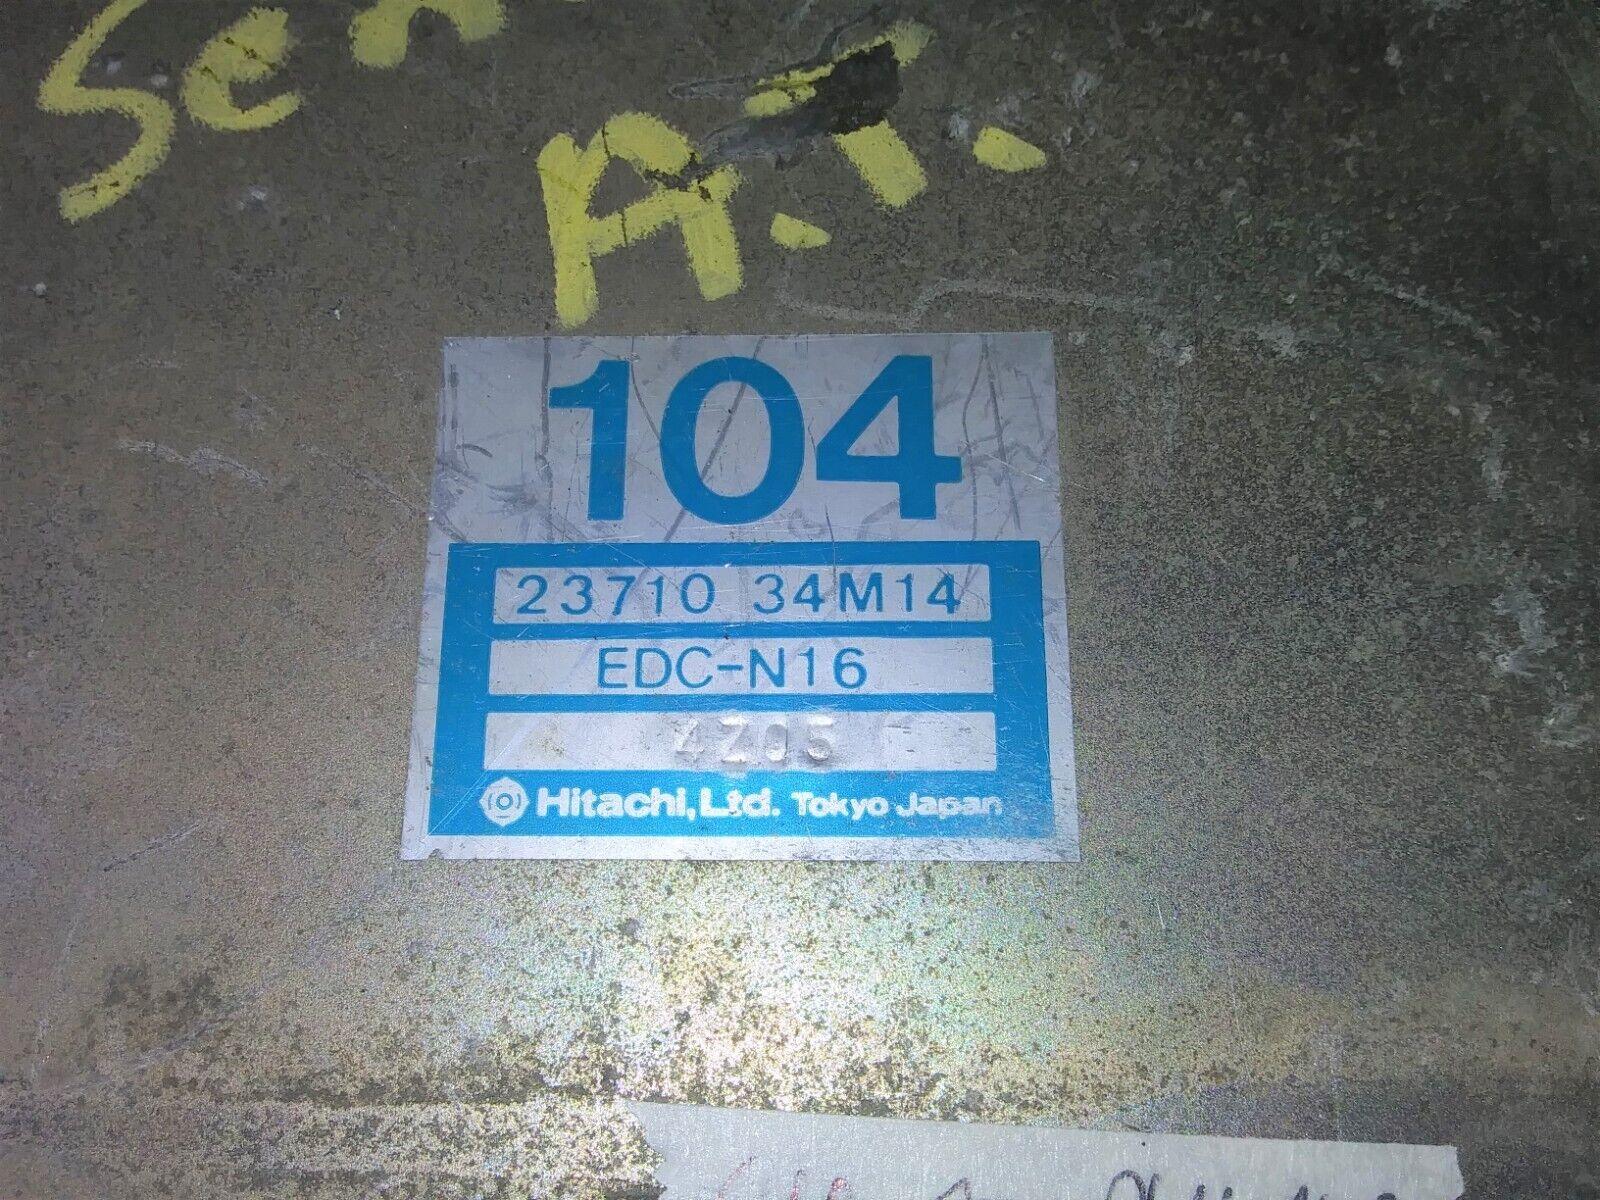 A.T.
104
23710 34M14
EDC-N16
4Z05
Hitachi, Ltd. Tokyo Japan